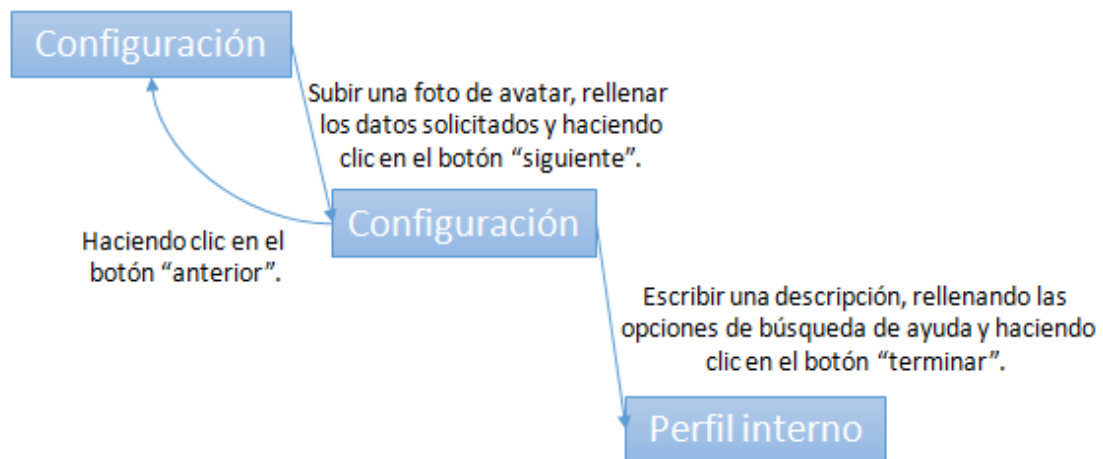 Configuración
Subir una foto de avatar, rellenar
los datos solicitados y haciendo
clic en el botón “siguiente”.
Configuración
Haciendo clic en el
botón “anterior”.
Escribir una descripción, rellenando las
opciones de búsqueda de ayuda y haciendo
clic en el botón “terminar”.
Perfil interno